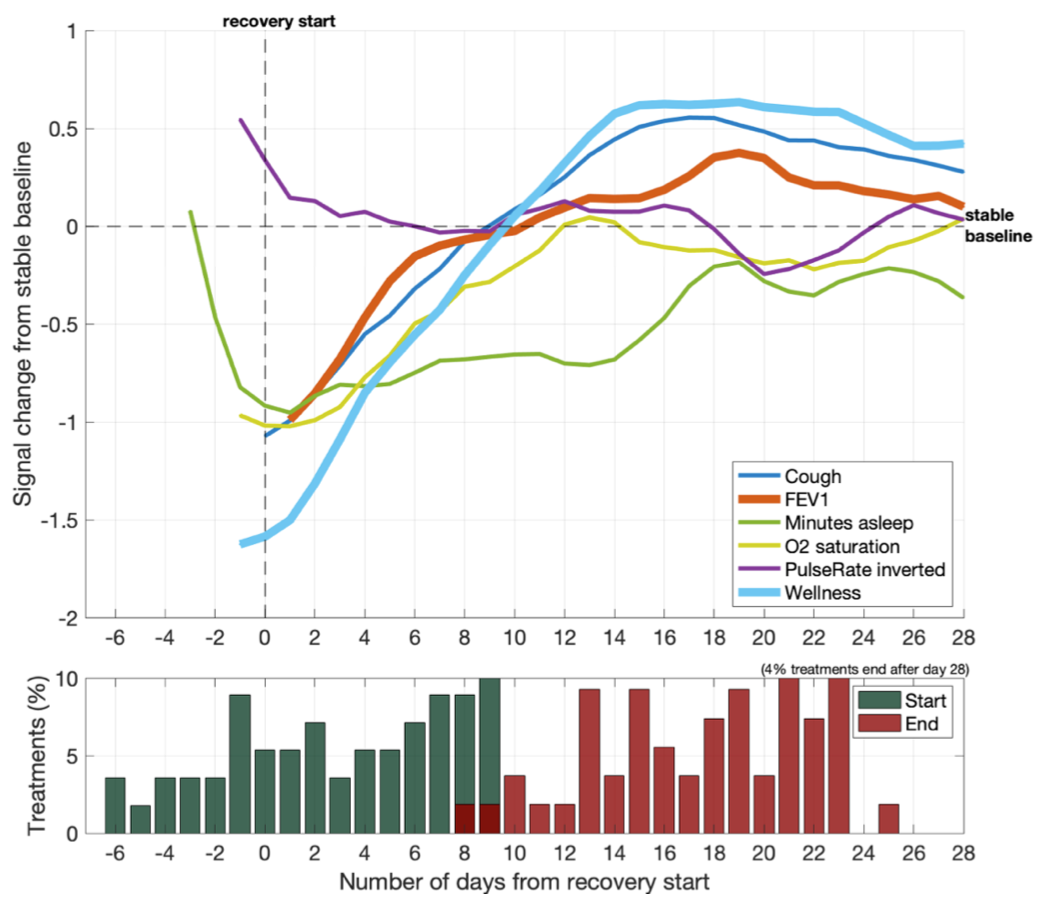 recovery start
1
0.5
0
-0.5
-1
-1.5
-2
Signal change from stable baseline
stable
baseline
Cough
FEV1
Minutes asleep
O2 saturation
PulseRate inverted
Wellness
-6 -4 -2 0 2 4 6 8 10 12 14 16 18 20 22 24 26 28
(4% treatments end after day 28)
10
5
0
Treatments (%)
Start
End
-6 -4 -2 0 2 4 6 8 10 12 14 16 18 20 22 24 26 28
Number of days from recovery start